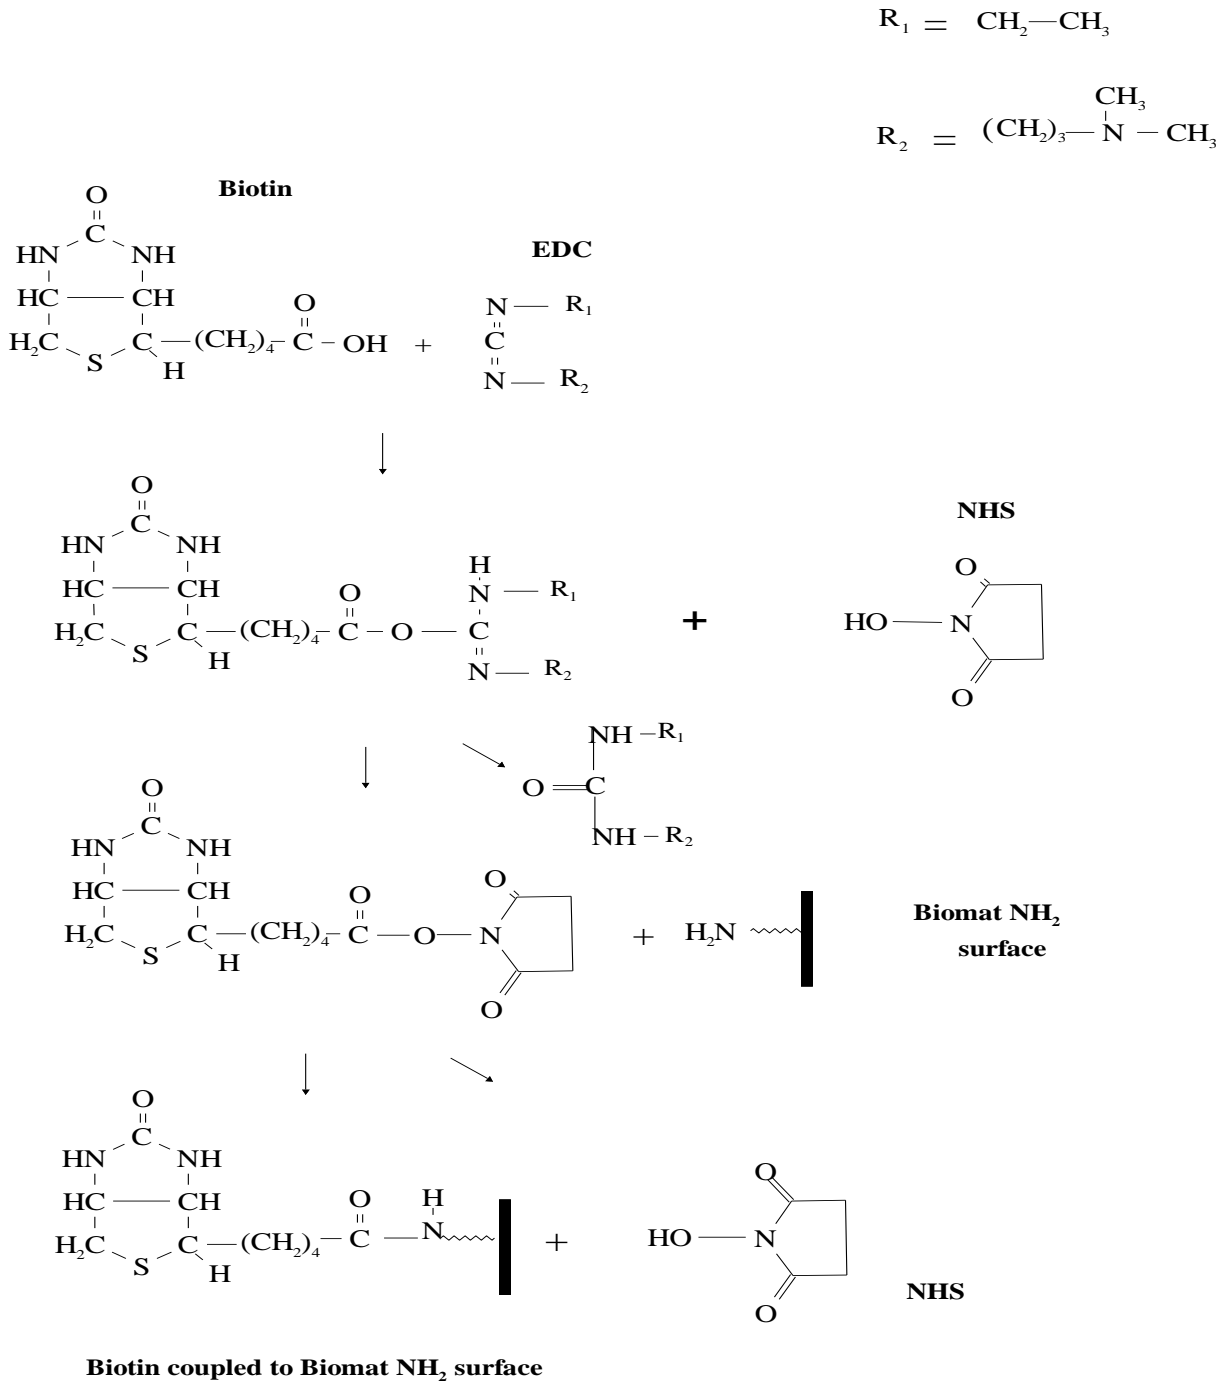 R₁ = CH₂—CH₃
CH₃
R₂ = (CH₂)₃—N—CH₃
Biotin
O
C
HN NH
EDC
HC CH O N—R₁
H₂C S C—(CH₂)₄—C–OH + C
H N—R₂
O
C
HN NH
NHS
H O
HC CH O N—R₁
H₂C S C—(CH₂)₄—C–O—C + HO—N
H N—R₂ O
NH–R₁
O=C
NH–R₂
O
C
HN NH
HC CH O O
H₂C S C—(CH₂)₄—C—O—N + H₂N
H O
Biomat NH₂
surface
O
C
HN NH
HC CH O H O
H₂C S C—(CH₂)₄—C—N + HO—N
H O
NHS
Biotin coupled to Biomat NH₂ surface